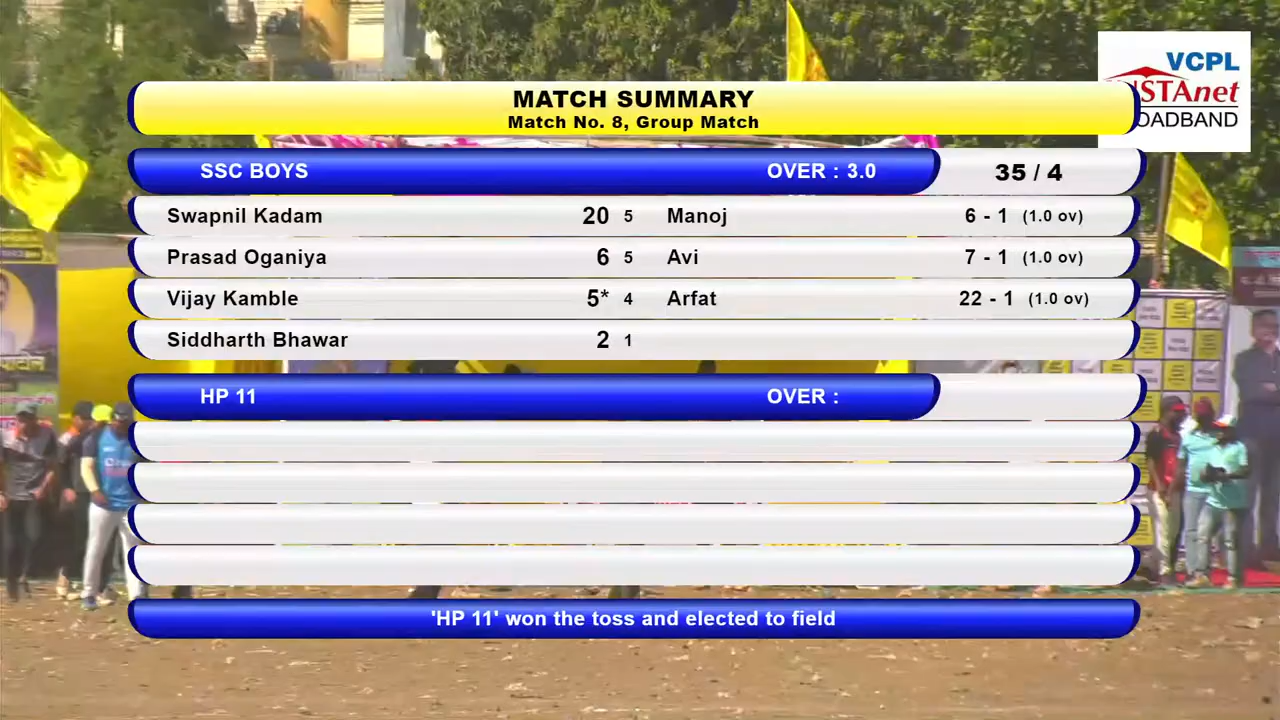 VCPL
INSTAnet
BROADBAND
MATCH SUMMARY
Match No. 8, Group Match
SSC BOYS OVER : 3.0 35 / 4
Swapnil Kadam 20 5 Manoj 6 - 1 (1.0 ov)
Prasad Oganiya 6 5 Avi 7 - 1 (1.0 ov)
Vijay Kamble 5* 4 Arfat 22 - 1 (1.0 ov)
Siddharth Bhawar 2 1
HP 11 OVER :
'HP 11' won the toss and elected to field